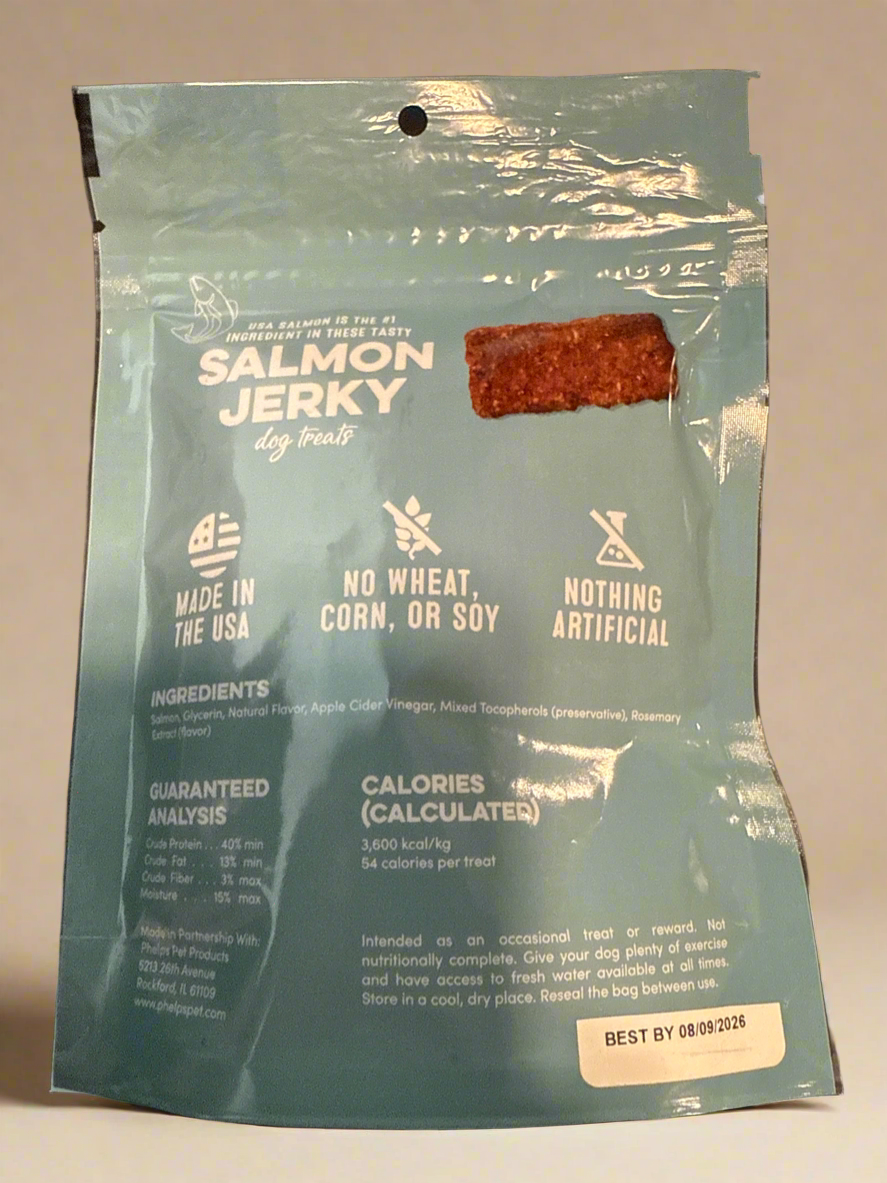 USA SALMON IS THE #1
INGREDIENT IN THESE TASTY
SALMON
JERKY
dog treats
MADE IN
THE USA
NO WHEAT,
CORN, OR SOY
NOTHING
ARTIFICIAL
INGREDIENTS
Salmon, Glycerin, Natural Flavor, Apple Cider Vinegar, Mixed Tocopherols (preservative), Rosemary
Extract (flavor)
GUARANTEED
ANALYSIS
Crude Protein . . . 40% min
Crude Fat . . . . 13% min
Crude Fiber . . . 3% max
Moisture . . . . 15% max
CALORIES
(CALCULATED)
3,600 kcal/kg
54 calories per treat
Made in Partnership With:
Phelps Pet Products
5213 26th Avenue
Rockford, IL 61109
www.phelpspet.com
Intended as an occasional treat or reward. Not
nutritionally complete. Give your dog plenty of exercise
and have access to fresh water available at all times.
Store in a cool, dry place. Reseal the bag between use.
BEST BY 08/09/2026